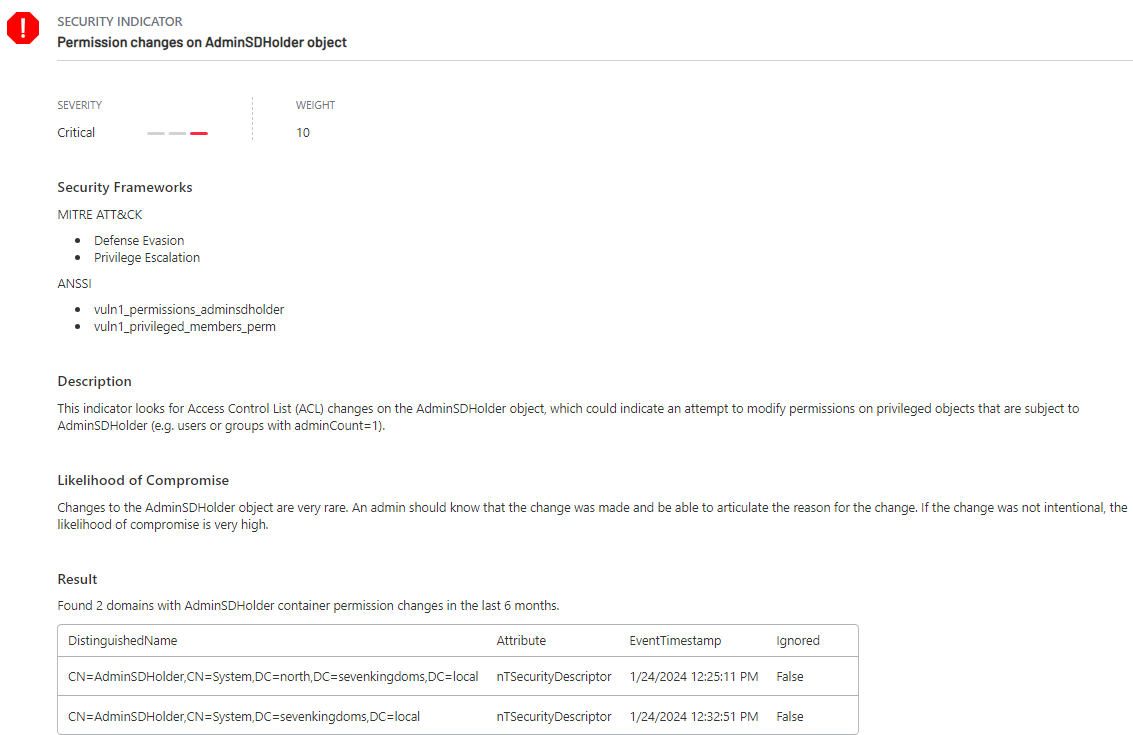 SECURITY INDICATOR
Permission changes on AdminSDHolder object
SEVERITY
WEIGHT
Critical
10
Security Frameworks
MITRE ATT&CK
Defense Evasion
Privilege Escalation
ANSSI
vuln1_permissions_adminsdholder
vuln1_privileged_members_perm
Description
This indicator looks for Access Control List (ACL) changes on the AdminSDHolder object, which could indicate an attempt to modify permissions on privileged objects that are subject to
AdminSDHolder (e.g. users or groups with adminCount=1).
Likelihood of Compromise
Changes to the AdminSDHolder object are very rare. An admin should know that the change was made and be able to articulate the reason for the change. If the change was not intentional, the
likelihood of compromise is very high.
Result
Found 2 domains with AdminSDHolder container permission changes in the last 6 months.
DistinguishedName Attribute EventTimestamp Ignored
CN=AdminSDHolder,CN=System,DC=north,DC=sevenkingdoms,DC=local nTSecurityDescriptor 1/24/2024 12:25:11 PM False
CN=AdminSDHolder,CN=System,DC=sevenkingdoms,DC=local nTSecurityDescriptor 1/24/2024 12:32:51 PM False